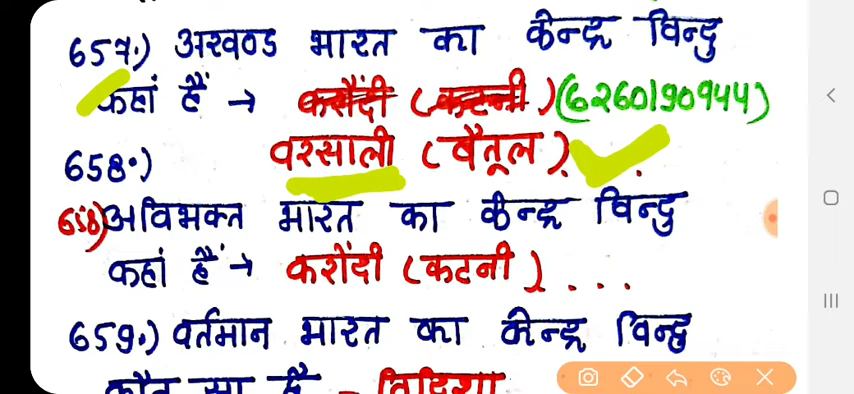 657.) अखण्ड भारत का केन्द्र विन्दु
कहां हैं → करौंदी (कटनी) (6260190944)
658.) वरसाली (वैतूल).
658) अविभक्त भारत का केन्द्र विन्दु
कहां हैं → करोंदी (कटनी) ...
659.) वर्तमान भारत का केन्द्र विन्दु
कौन सा है - विदिशा